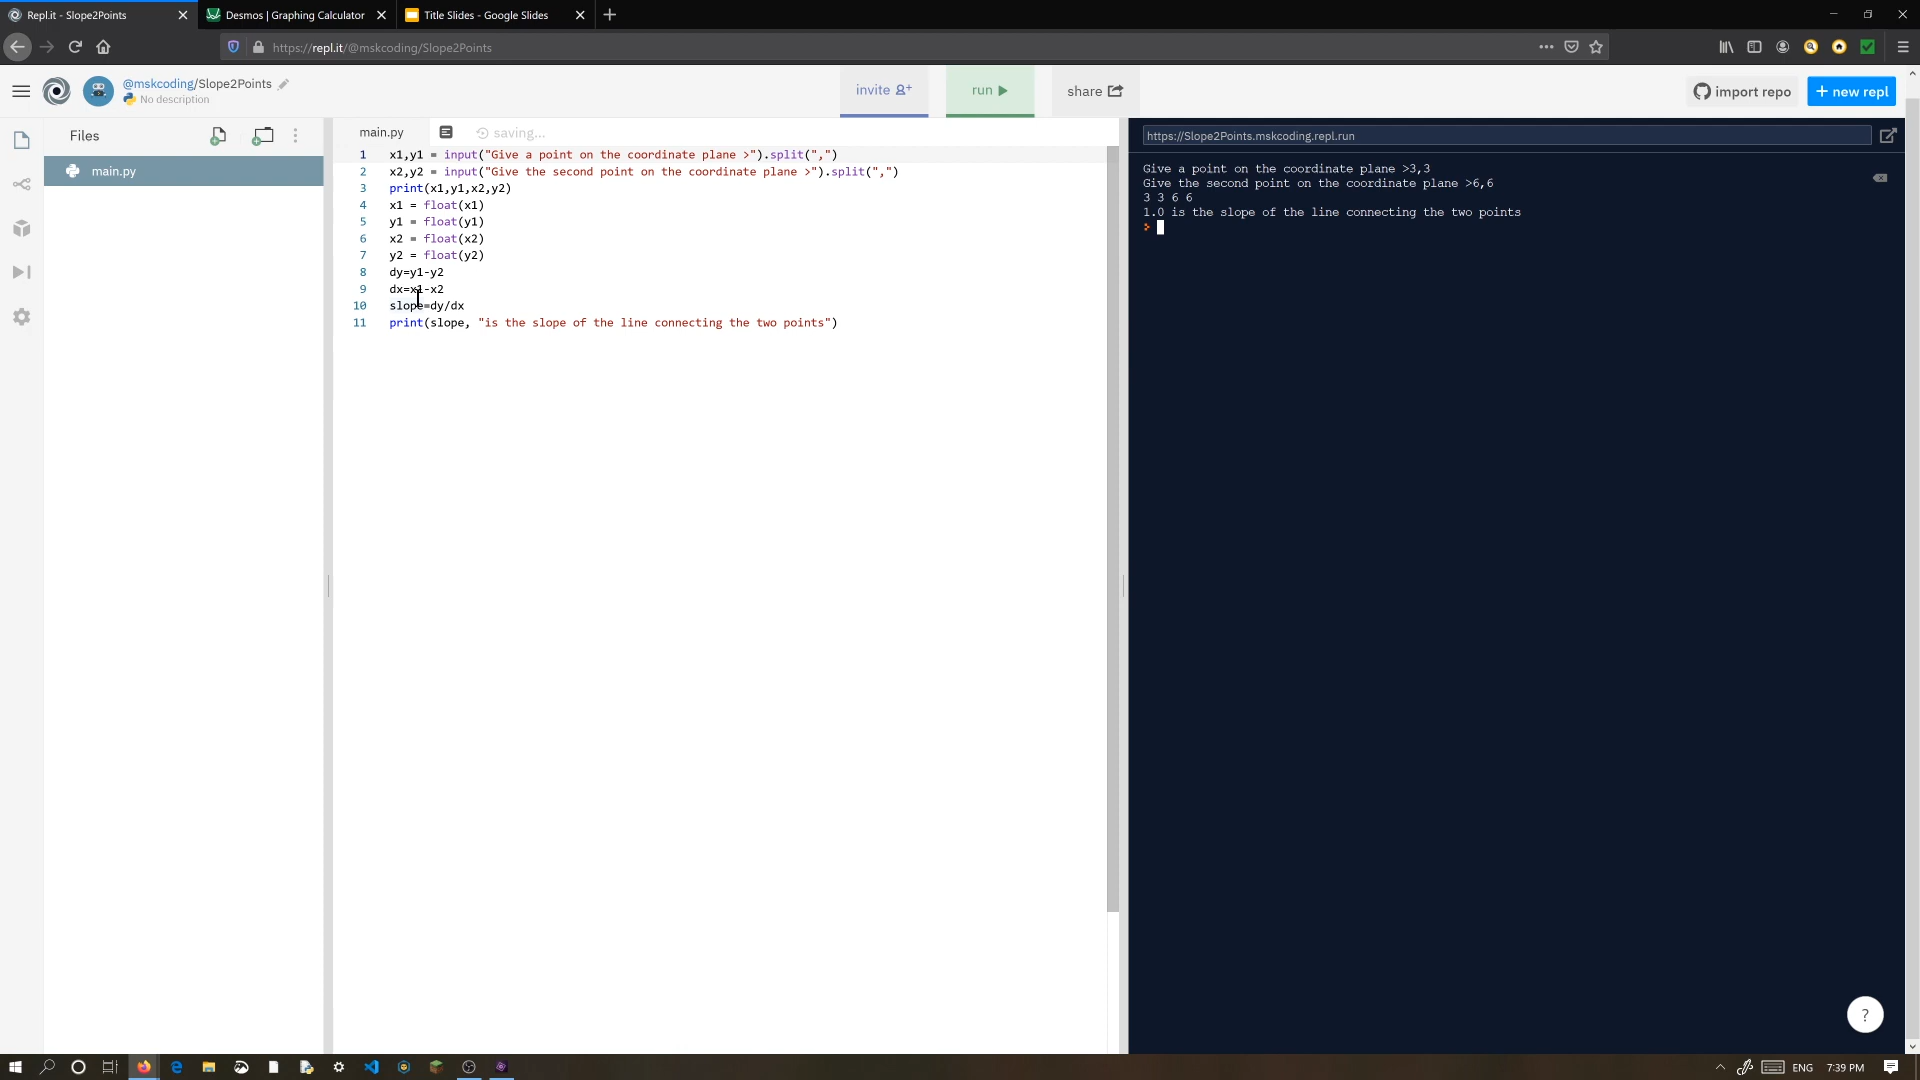 Repl.it - Slope2Points
Desmos | Graphing Calculator
Title Slides - Google Slides
https://repl.it/@mskcoding/Slope2Points
@mskcoding/Slope2Points
No description
invite
run
share
import repo
+ new repl
Files
main.py
main.py
saving...
1 x1,y1 = input("Give a point on the coordinate plane >").split(",")
2 x2,y2 = input("Give the second point on the coordinate plane >").split(",")
3 print(x1,y1,x2,y2)
4 x1 = float(x1)
5 y1 = float(y1)
6 x2 = float(x2)
7 y2 = float(y2)
8 dy=y1-y2
9 dx=x1-x2
10 slope=dy/dx
11 print(slope, "is the slope of the line connecting the two points")
https://Slope2Points.mskcoding.repl.run
Give a point on the coordinate plane >3,3
Give the second point on the coordinate plane >6,6
3 3 6 6
1.0 is the slope of the line connecting the two points
?
ENG
7:39 PM